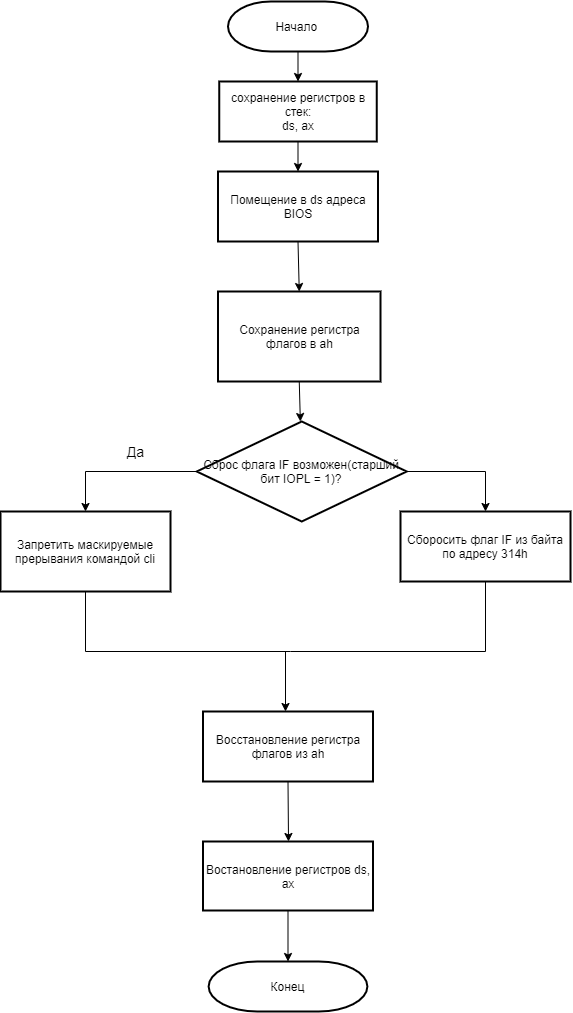 Начало
сохранение регистров в
стек:
ds, ax
Помещение в ds адреса
BIOS
Сохранение регистра
флагов в ah
Сброс флага IF возможен(старший
бит IOPL = 1)?
Да
Запретить маскируемые
прерывания командой cli
Сборосить флаг IF из байта
по адресу 314h
Восстановление регистра
флагов из ah
Востановление регистров ds,
ax
Конец